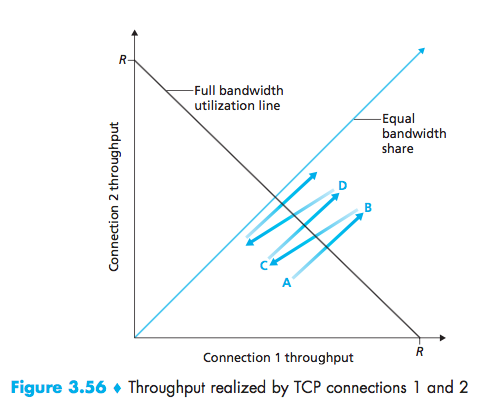 R
Full bandwidth
utilization line
Equal
bandwidth
share
Connection 2 throughput
D
B
C
A
Connection 1 throughput
R
Figure 3.56 ♦ Throughput realized by TCP connections 1 and 2